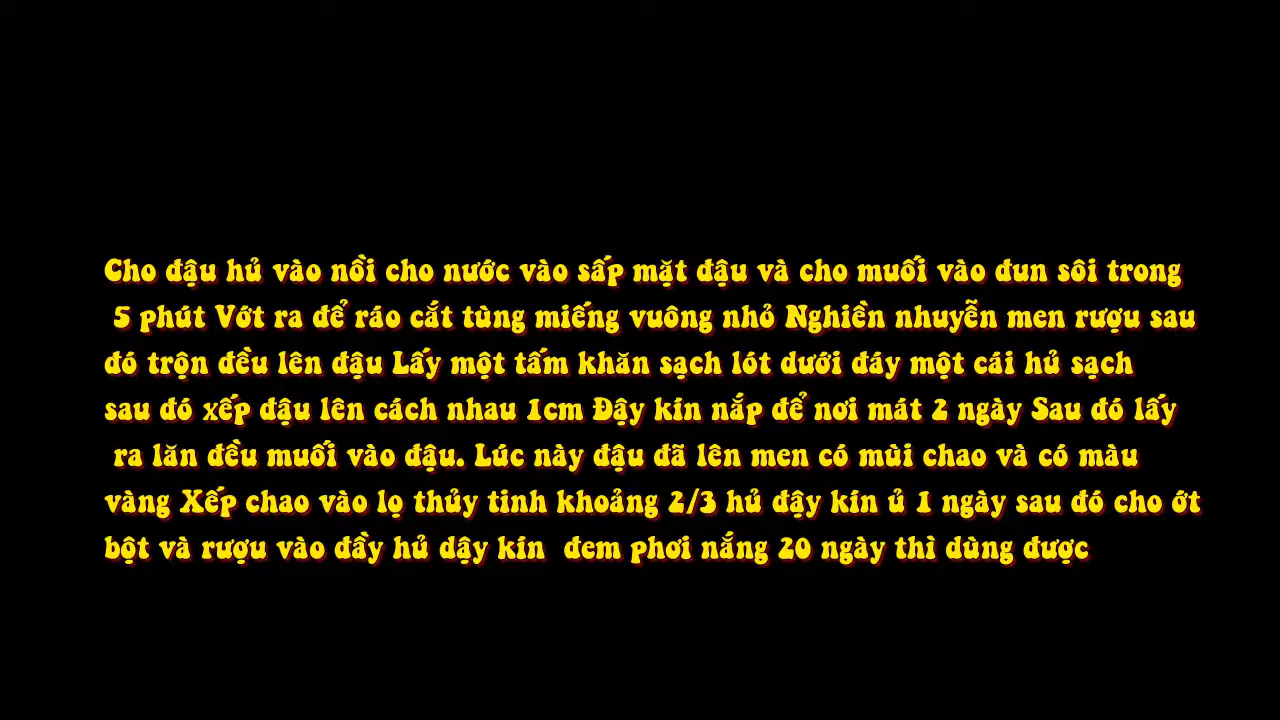 Cho đậu hủ vào nồi cho nước vào sấp mặt đậu và cho muối vào đun sôi trong
5 phút Vớt ra để ráo cắt tùng miếng vuông nhỏ Nghiền nhuyễn men rượu sau
đó trộn đều lên đậu Lấy một tấm khăn sạch lót dưới đáy một cái hủ sạch
sau đó xếp đậu lên cách nhau 1cm Đậy kín nắp để nơi mát 2 ngày Sau đó lấy
ra lăn đều muối vào đậu. Lúc này đậu đã lên men có mùi chao và có màu
vàng Xếp chao vào lọ thủy tinh khoảng 2/3 hủ đậy kín ủ 1 ngày sau đó cho ớt
bột và rượu vào đầy hủ dậy kín  đem phơi nắng 20 ngày thì dùng được